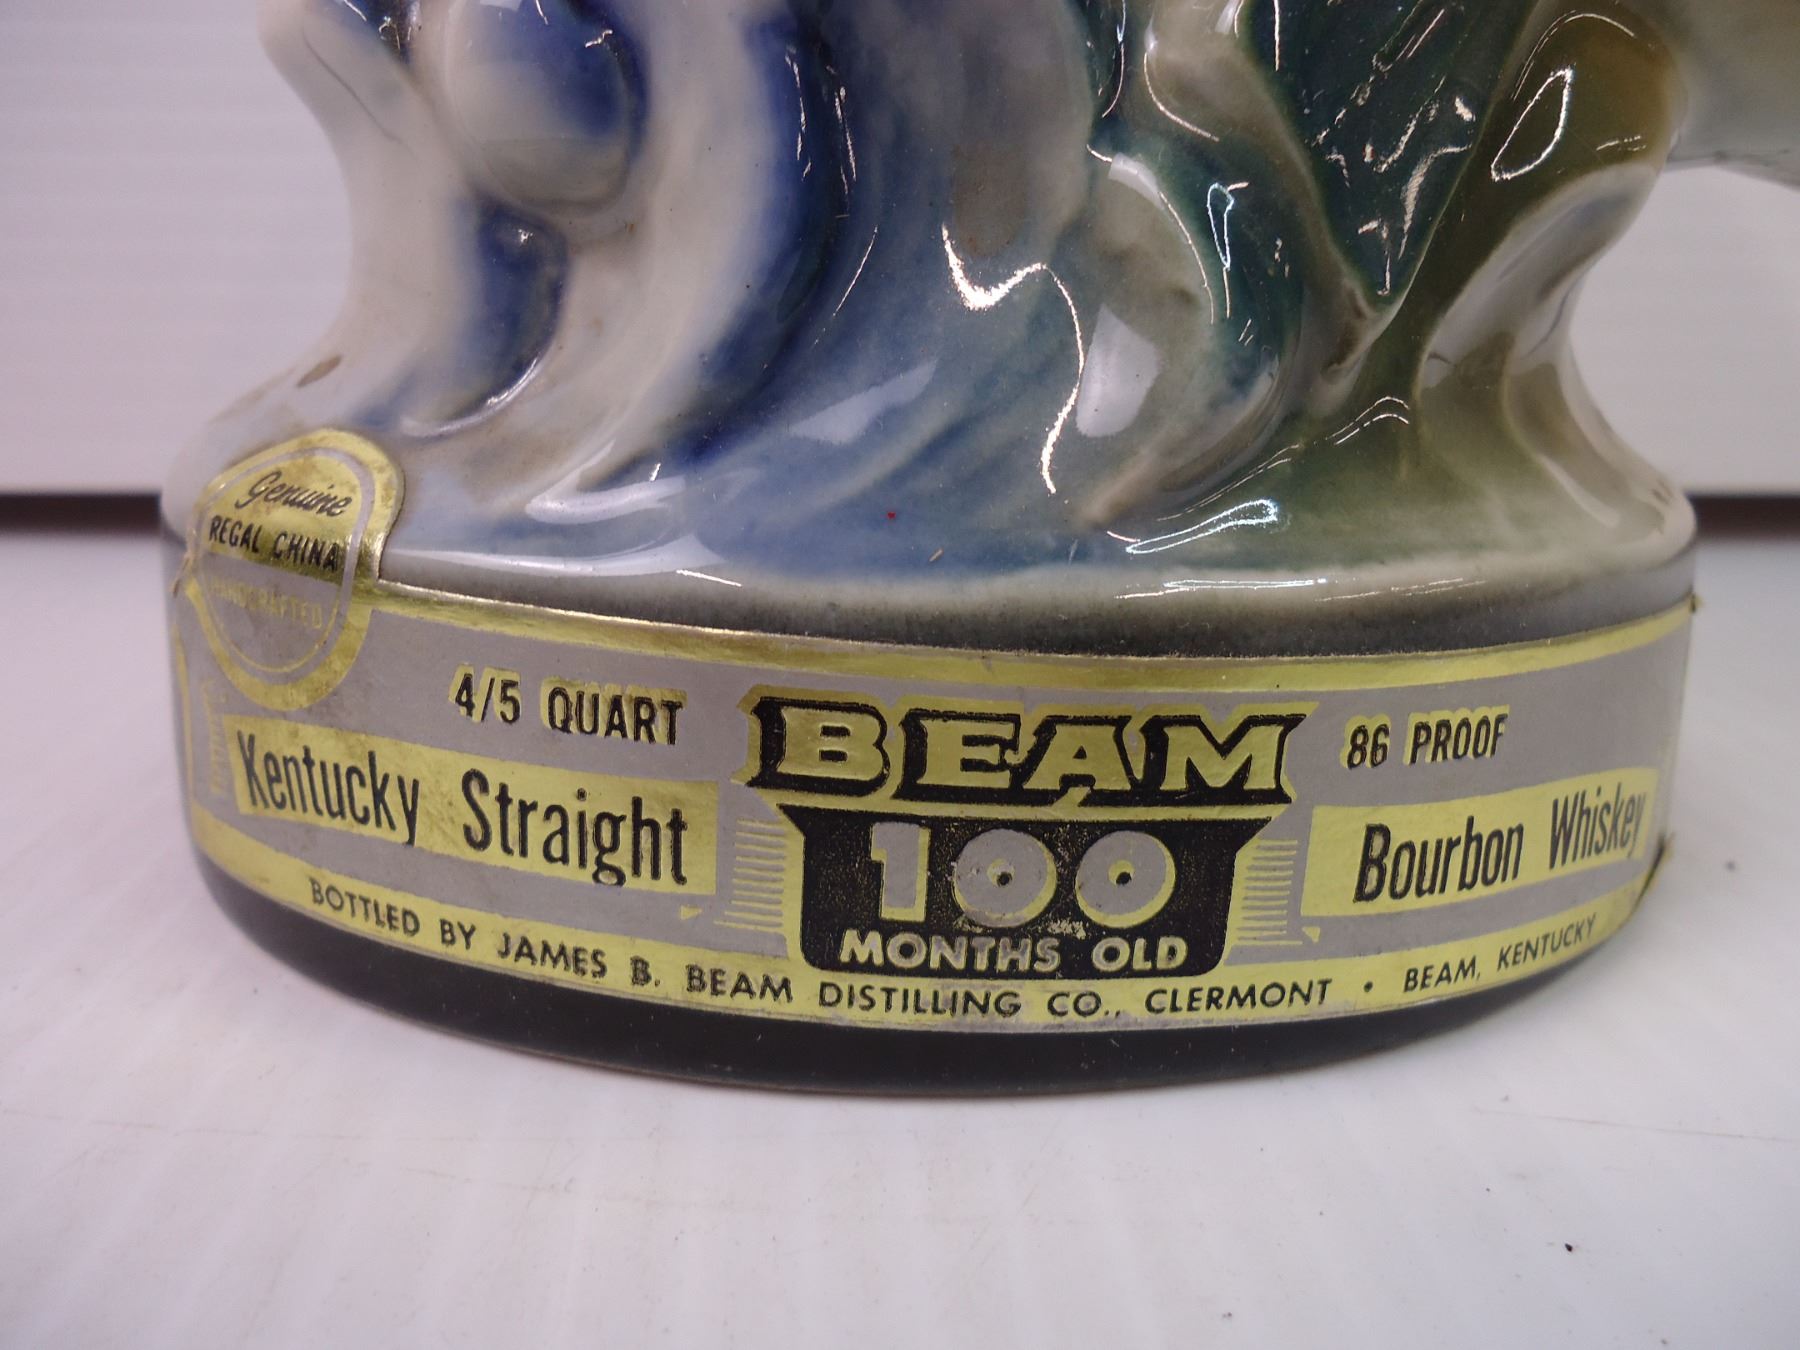 Genuine
REGAL CHINA
HANDCRAFTED
4/5 QUART
Kentucky Straight
BEAM
100
MONTHS OLD
86 PROOF
Bourbon Whiskey
BOTTLED BY JAMES B. BEAM DISTILLING CO., CLERMONT • BEAM, KENTUCKY